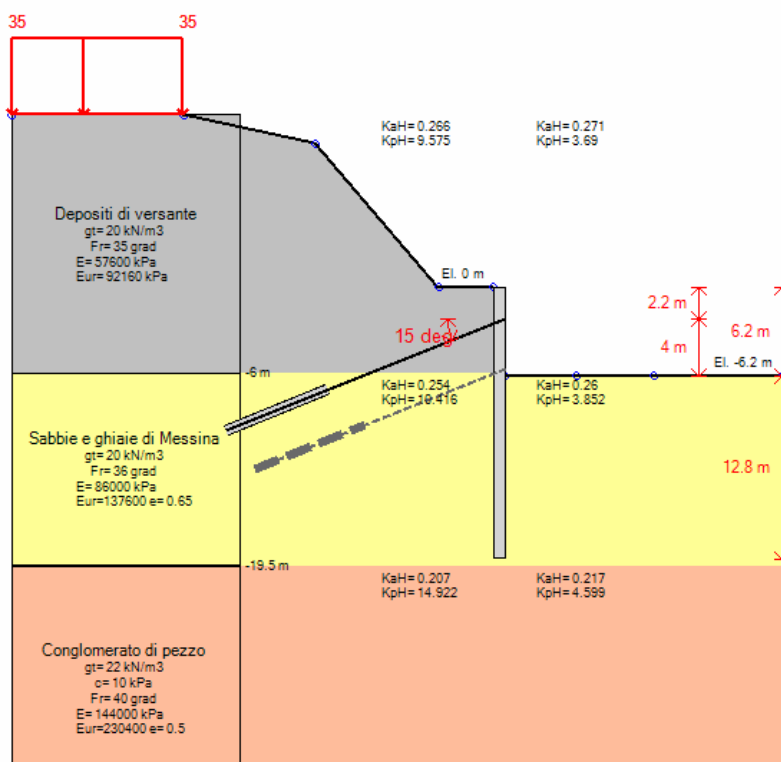 35
35
KaH= 0.266
KpH= 9.575
KaH= 0.271
KpH= 3.69
Depositi di versante
gt= 20 kN/m3
Fr= 35 grad
E= 57600 kPa
Eur= 92160 kPa
El. 0 m
2.2 m
6.2 m
15 deg
4 m
El. -6.2 m
-6 m
KaH= 0.254
KpH= 10.416
KaH= 0.26
KpH= 3.852
Sabbie e ghiaie di Messina
gt= 20 kN/m3
Fr= 36 grad
E= 86000 kPa
Eur=137600 e= 0.65
12.8 m
-19.5 m
KaH= 0.207
KpH= 14.922
KaH= 0.217
KpH= 4.599
Conglomerato di pezzo
gt= 22 kN/m3
c= 10 kPa
Fr= 40 grad
E= 144000 kPa
Eur=230400 e= 0.5